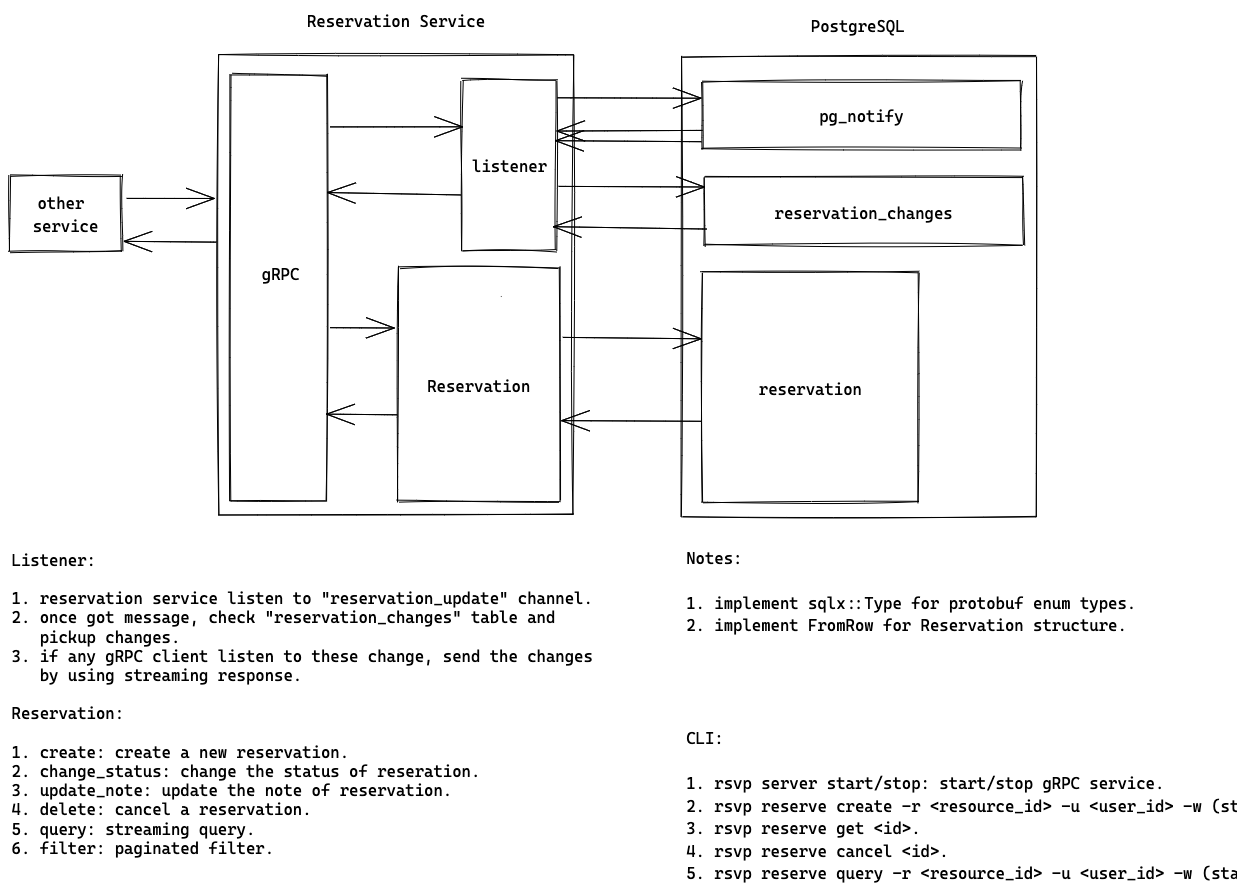 Reservation Service
PostgreSQL
pg_notify
listener
other
service
reservation_changes
gRPC
Reservation
reservation
Listener:
1. reservation service listen to "reservation_update" channel.
2. once got message, check "reservation_changes" table and
pickup changes.
3. if any gRPC client listen to these change, send the changes
by using streaming response.
Reservation:
1. create: create a new reservation.
2. change_status: change the status of reseration.
3. update_note: update the note of reservation.
4. delete: cancel a reservation.
5. query: streaming query.
6. filter: paginated filter.
Notes:
1. implement sqlx::Type for protobuf enum types.
2. implement FromRow for Reservation structure.
CLI:
1. rsvp server start/stop: start/stop gRPC service.
2. rsvp reserve create -r <resource_id> -u <user_id> -w (st
3. rsvp reserve get <id>.
4. rsvp reserve cancel <id>.
5. rsvp reserve query -r <resource_id> -u <user_id> -w (sta